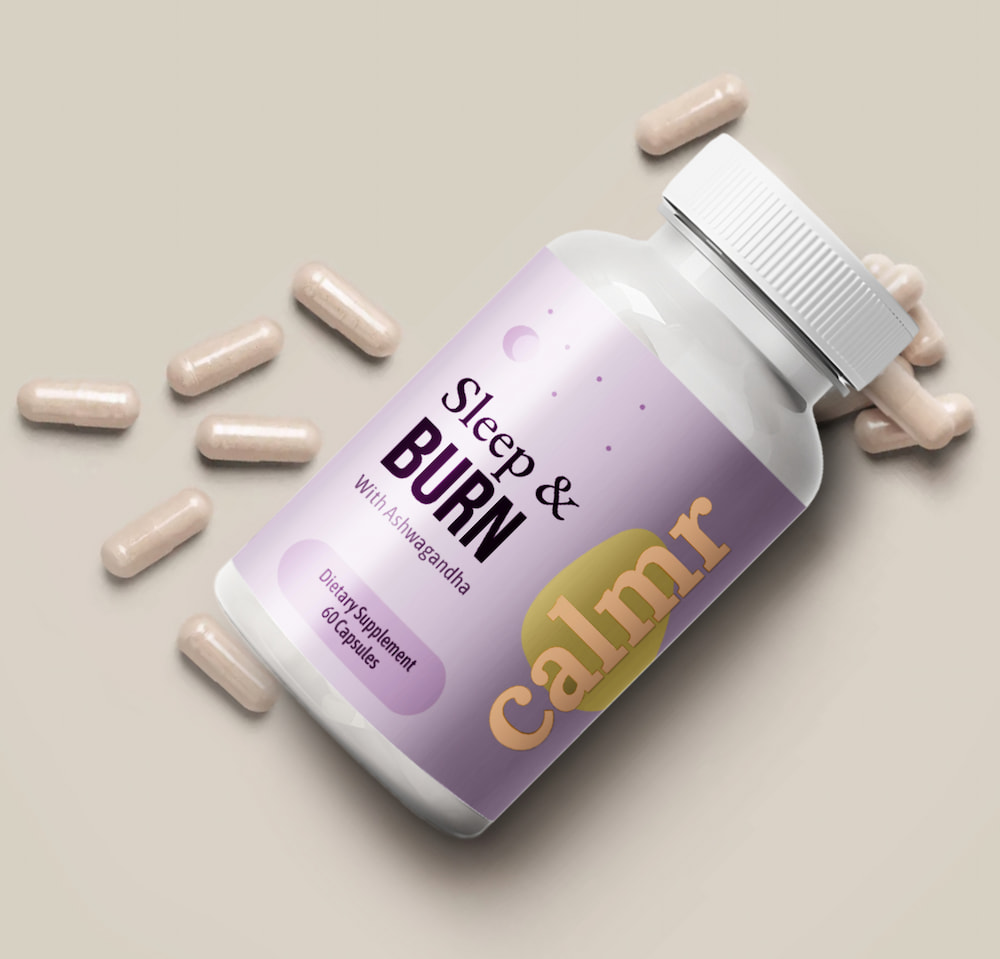 Sleep &
BURN
With Ashwagandha
Dietary Supplement
60 Capsules
calmr